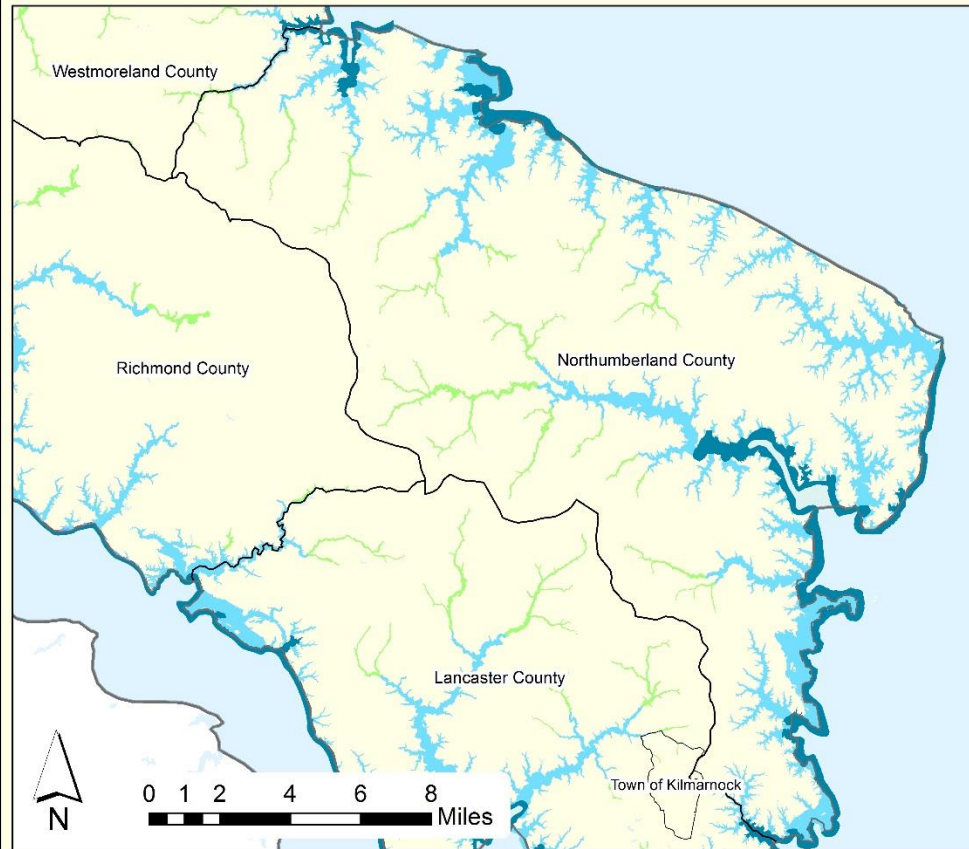 Westmoreland County
Richmond County
Northumberland County
Lancaster County
Town of Kilmarnock
N
0 1 2 4 6 8
Miles